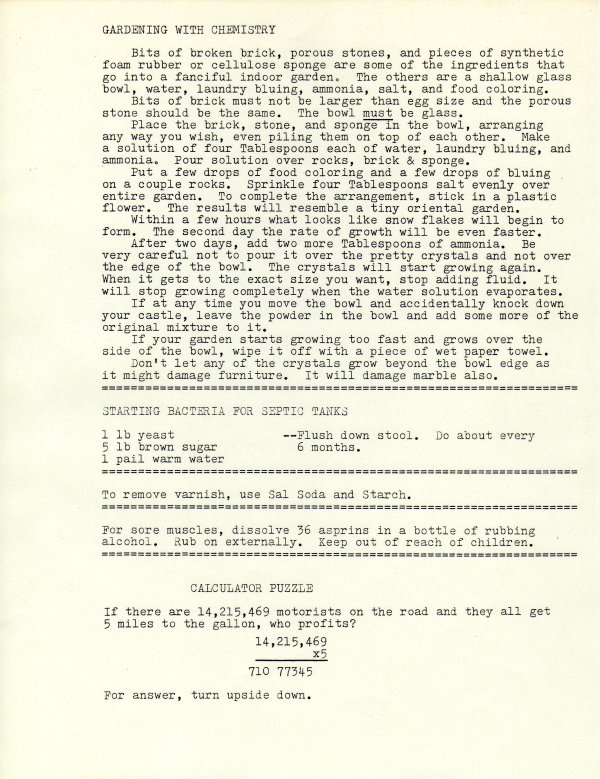 GARDENING WITH CHEMISTRY
Bits of broken brick, porous stones, and pieces of synthetic
foam rubber or cellulose sponge are some of the ingredients that
go into a fanciful indoor garden. The others are a shallow glass
bowl, water, laundry bluing, ammonia, salt, and food coloring.
Bits of brick must not be larger than egg size and the porous
stone should be the same. The bowl must be glass.
Place the brick, stone, and sponge in the bowl, arranging
any way you wish, even piling them on top of each other. Make
a solution of four Tablespoons each of water, laundry bluing, and
ammonia. Pour solution over rocks, brick & sponge.
Put a few drops of food coloring and a few drops of bluing
on a couple rocks. Sprinkle four Tablespoons salt evenly over
entire garden. To complete the arrangement, stick in a plastic
flower. The results will resemble a tiny oriental garden.
Within a few hours what looks like snow flakes will begin to
form. The second day the rate of growth will be even faster.
After two days, add two more Tablespoons of ammonia. Be
very careful not to pour it over the pretty crystals and not over
the edge of the bowl. The crystals will start growing again.
When it gets to the exact size you want, stop adding fluid. It
will stop growing completely when the water solution evaporates.
If at any time you move the bowl and accidentally knock down
your castle, leave the powder in the bowl and add some more of the
original mixture to it.
If your garden starts growing too fast and grows over the
side of the bowl, wipe it off with a piece of wet paper towel.
Don't let any of the crystals grow beyond the bowl edge as
it might damage furniture. It will damage marble also.
STARTING BACTERIA FOR SEPTIC TANKS
1 lb yeast --Flush down stool. Do about every
5 lb brown sugar 6 months.
1 pail warm water
To remove varnish, use Sal Soda and Starch.
For sore muscles, dissolve 36 asprins in a bottle of rubbing
alcohol. Rub on externally. Keep out of reach of children.
CALCULATOR PUZZLE
If there are 14,215,469 motorists on the road and they all get
5 miles to the gallon, who profits?
14,215,469
x5
710 77345
For answer, turn upside down.